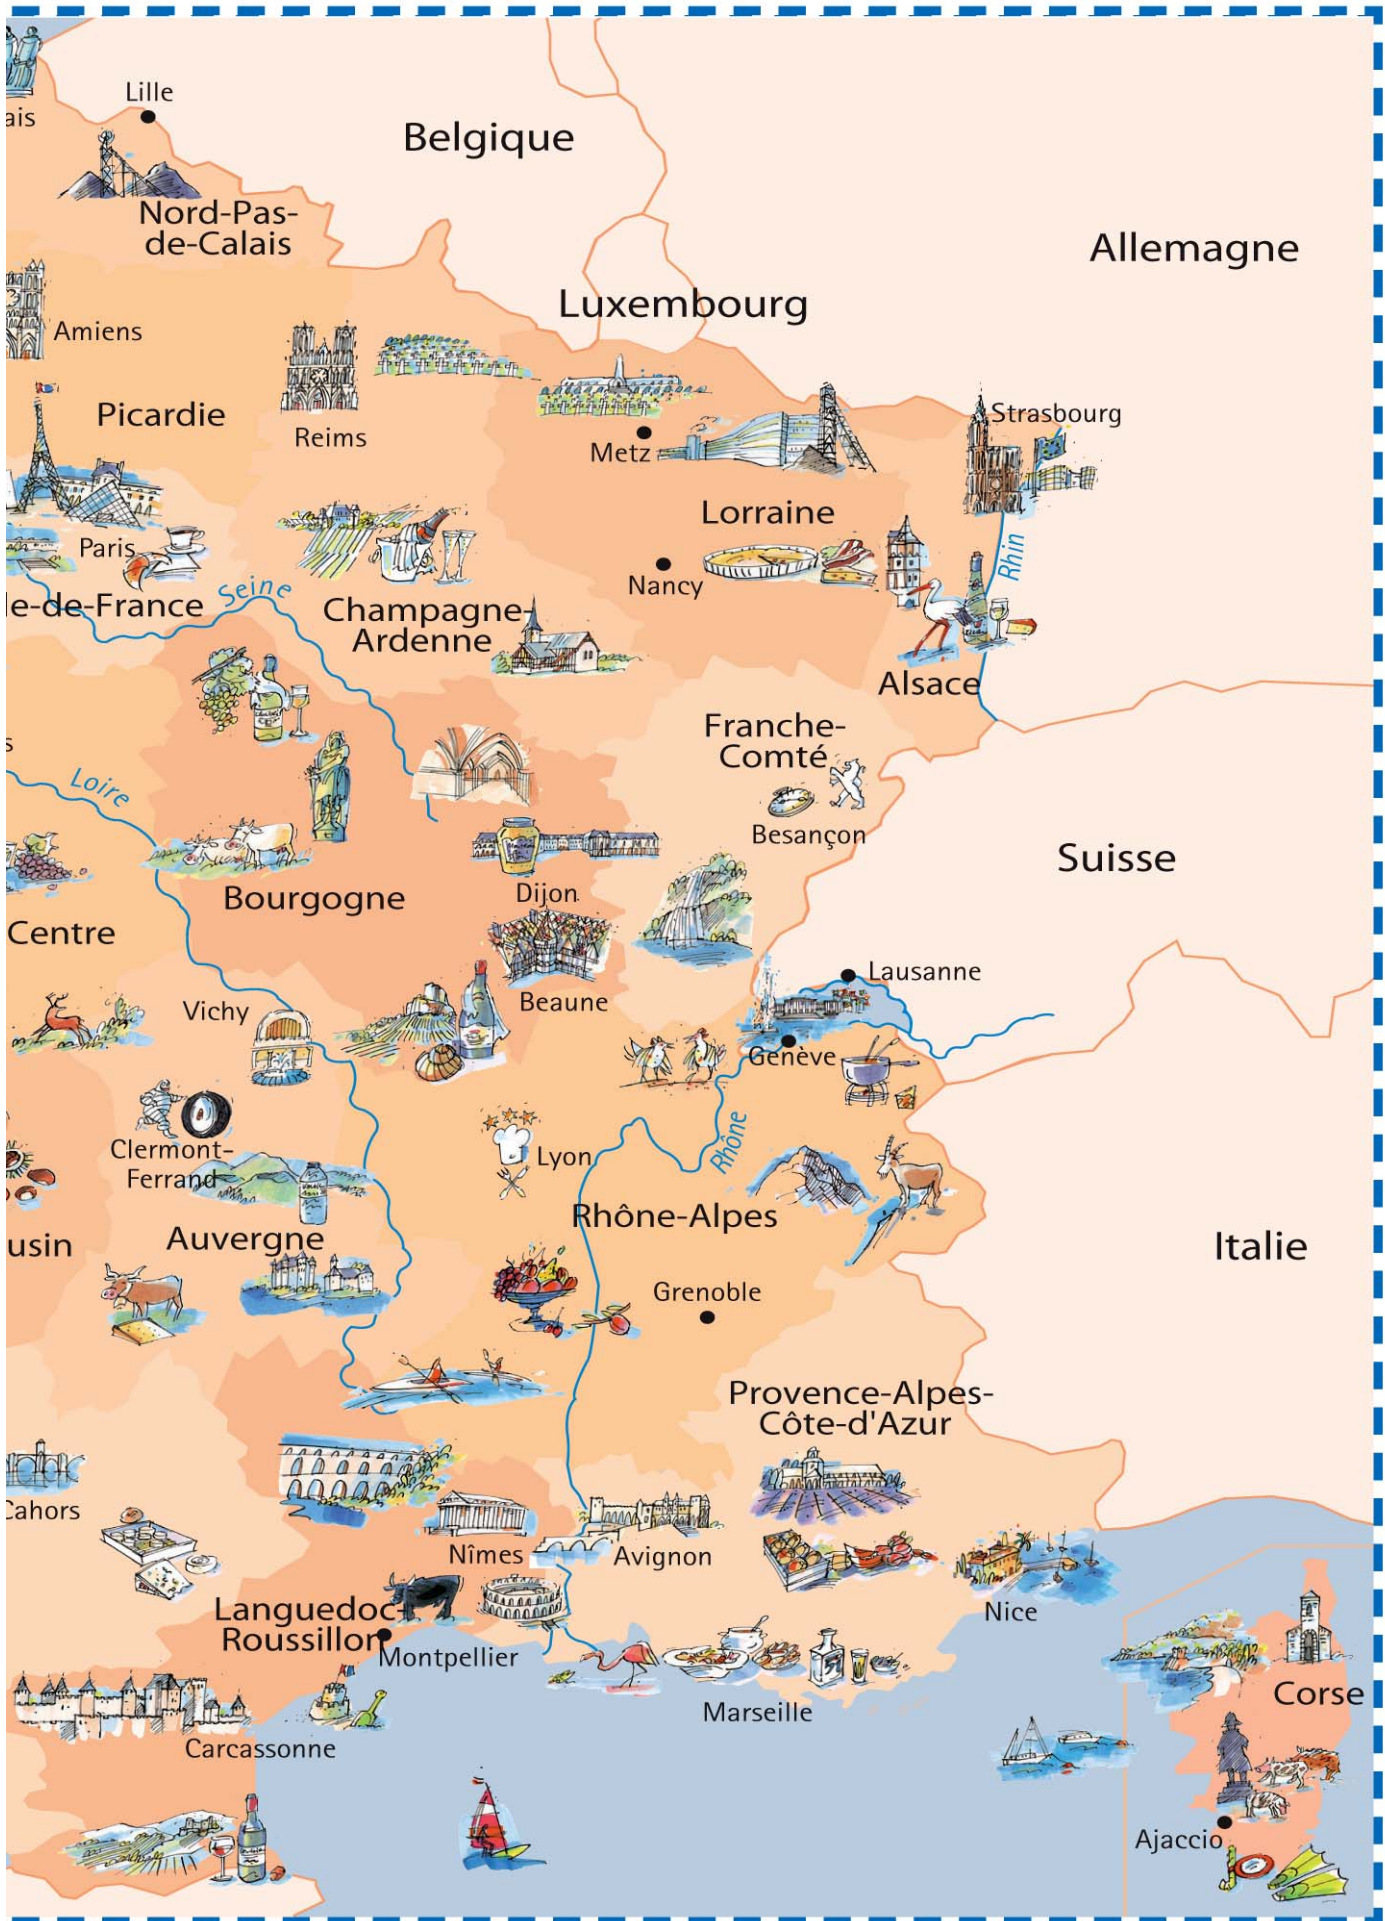 Lille
ais
Belgique
Nord-Pas-
de-Calais
Allemagne
Luxembourg
Amiens
Picardie
Reims
Strasbourg
Metz
Lorraine
Paris
Rhin
Nancy
Seine
le-de-France
Champagne-
Ardenne
Alsace
Franche-
Comté
s
Loire
Besançon
Suisse
Bourgogne
Dijon
Centre
Lausanne
Beaune
Vichy
Genève
Rhône
Clermont-
Ferrand
Lyon
Rhône-Alpes
usin
Auvergne
Italie
Grenoble
Provence-Alpes-
Côte-d'Azur
Cahors
Nîmes
Avignon
Languedoc-
Roussillon
Nice
Montpellier
Corse
Marseille
Carcassonne
Ajaccio